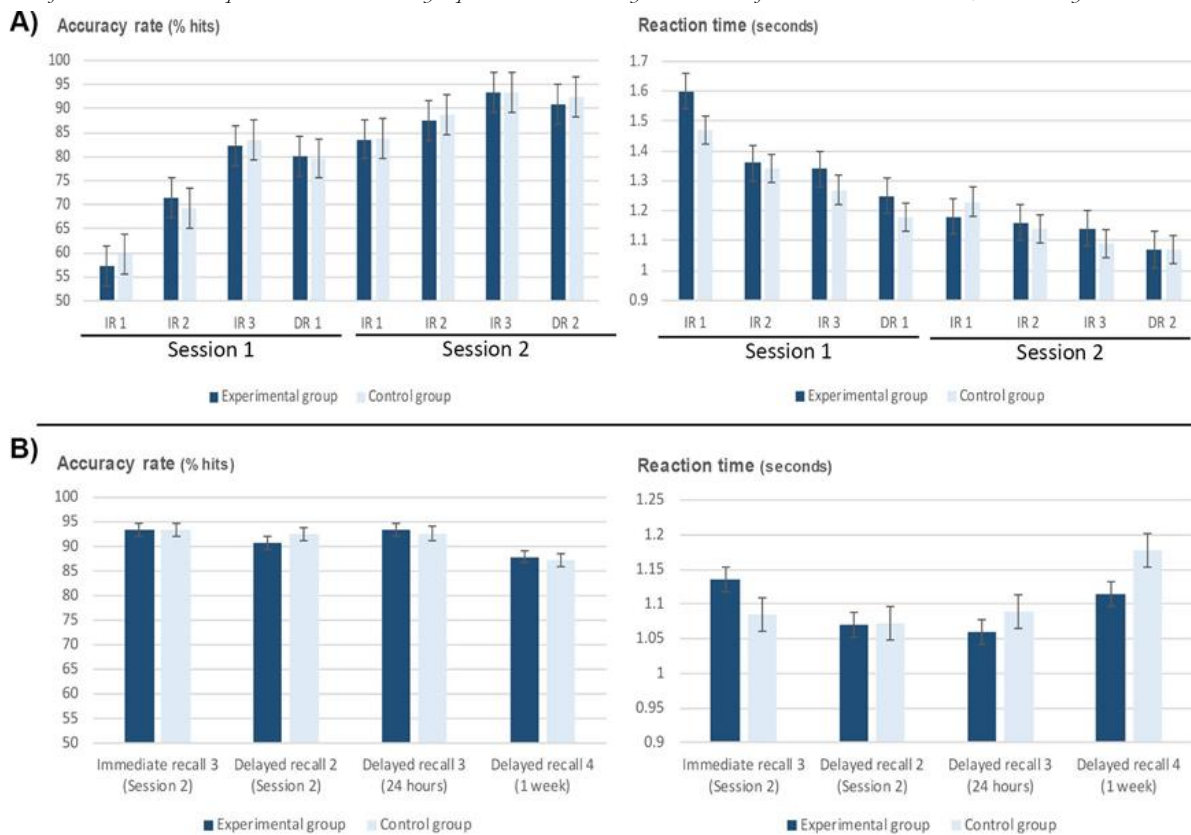 A)
Accuracy rate (% hits)
100
95
90
85
80
75
70
65
60
55
50
IR 1 IR 2 IR 3 DR 1 IR 1 IR 2 IR 3 DR 2
Session 1 Session 2
Experimental group Control group
Reaction time (seconds)
1.7
1.6
1.5
1.4
1.3
1.2
1.1
1
0.9
IR 1 IR 2 IR 3 DR 1 IR 1 IR 2 IR 3 DR 2
Session 1 Session 2
Experimental group Control group
B)
Accuracy rate (% hits)
100
95
90
85
80
75
70
65
60
55
50
Immediate recall 3 Delayed recall 2 Delayed recall 3 Delayed recall 4
(Session 2) (Session 2) (24 hours) (1 week)
Experimental group Control group
Reaction time (seconds)
1.25
1.2
1.15
1.1
1.05
1
0.95
0.9
Immediate recall 3 Delayed recall 2 Delayed recall 3 Delayed recall 4
(Session 2) (Session 2) (24 hours) (1 week)
Experimental group Control group